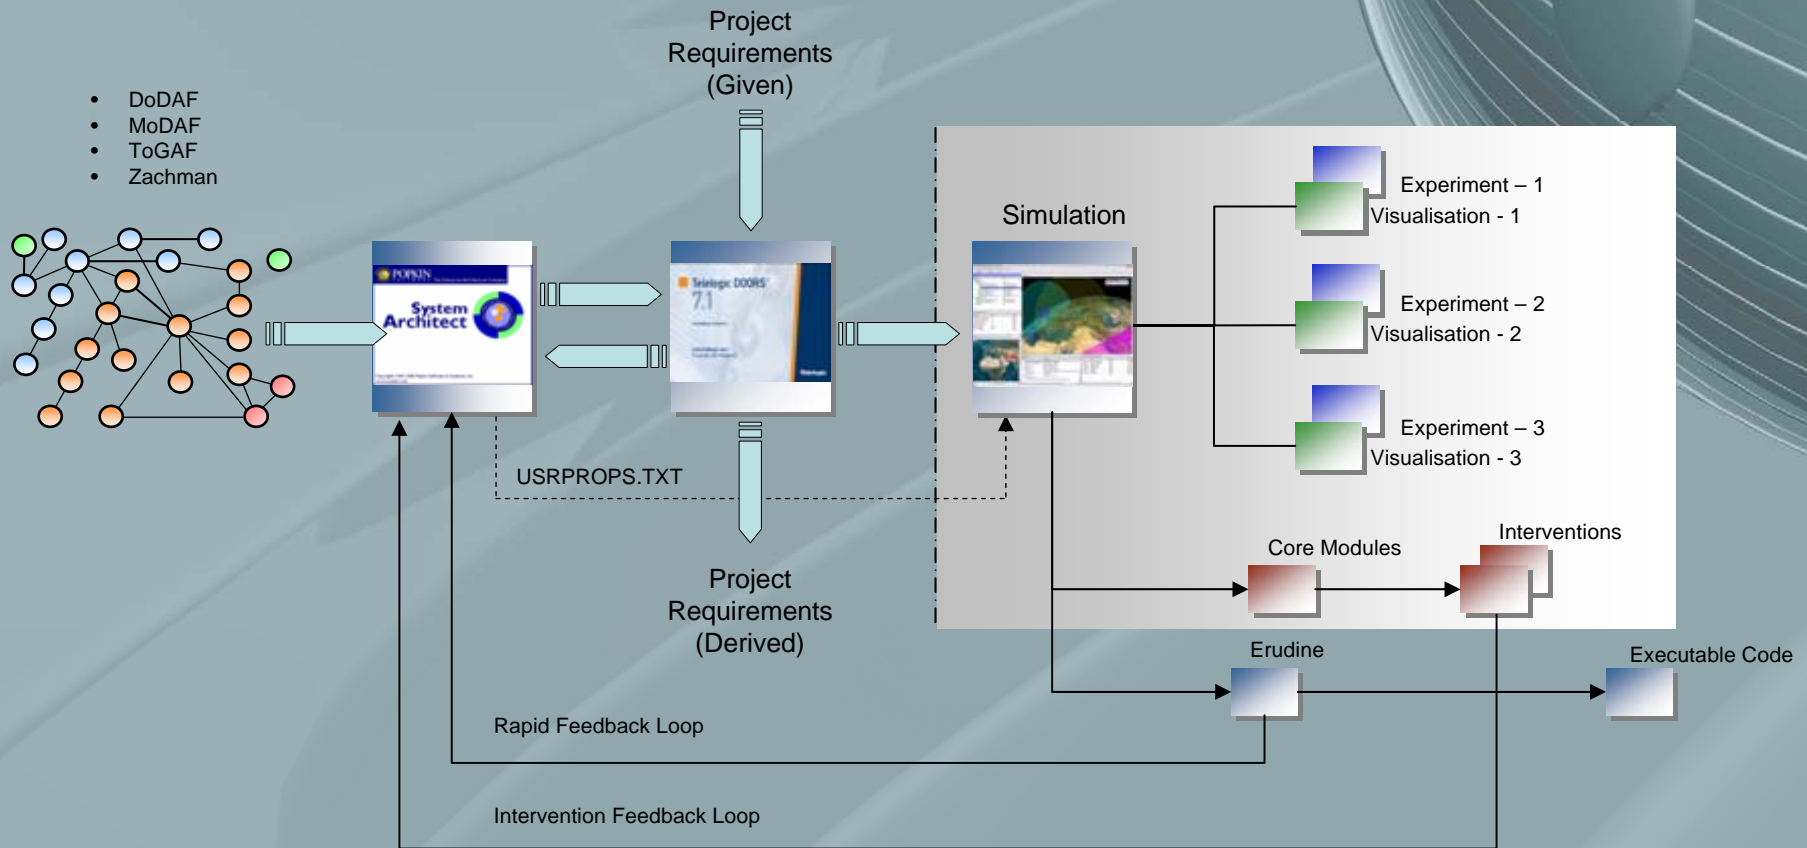 Project
Requirements
(Given)
• DoDAF
• MoDAF
• ToGAF
• Zachman
Simulation
Experiment – 1
Visualisation - 1
Experiment – 2
Visualisation - 2
Experiment – 3
Visualisation - 3
POPKIN
System
Architect
Telelogic DOORS
7.1
Telelogic
USRPROPS.TXT
Project
Requirements
(Derived)
Core Modules
Interventions
Erudine
Executable Code
Rapid Feedback Loop
Intervention Feedback Loop